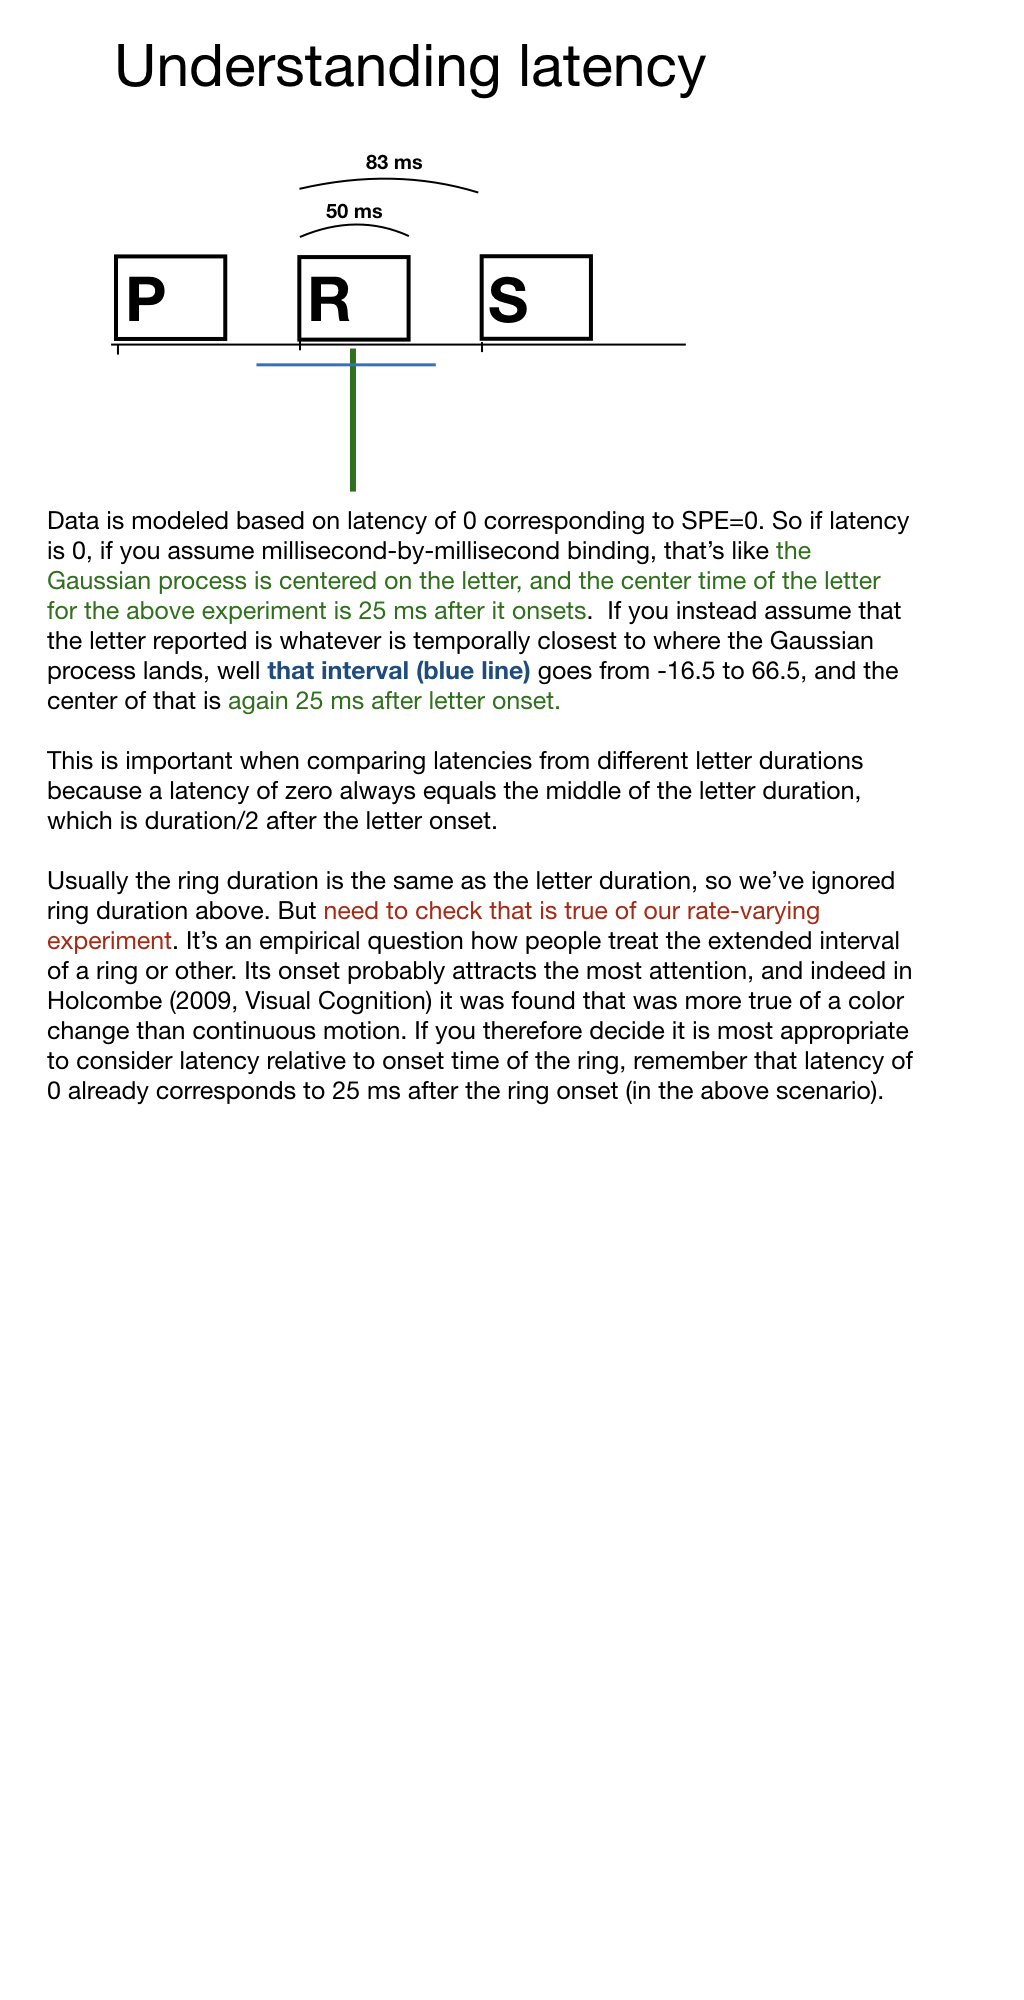 Understanding latency
83 ms
50 ms
P R S
Data is modeled based on latency of 0 corresponding to SPE=0. So if latency
is 0, if you assume millisecond-by-millisecond binding, that’s like the
Gaussian process is centered on the letter, and the center time of the letter
for the above experiment is 25 ms after it onsets.  If you instead assume that
the letter reported is whatever is temporally closest to where the Gaussian
process lands, well that interval (blue line) goes from -16.5 to 66.5, and the
center of that is again 25 ms after letter onset.
This is important when comparing latencies from different letter durations
because a latency of zero always equals the middle of the letter duration,
which is duration/2 after the letter onset.
Usually the ring duration is the same as the letter duration, so we’ve ignored
ring duration above. But need to check that is true of our rate-varying
experiment. It’s an empirical question how people treat the extended interval
of a ring or other. Its onset probably attracts the most attention, and indeed in
Holcombe (2009, Visual Cognition) it was found that was more true of a color
change than continuous motion. If you therefore decide it is most appropriate
to consider latency relative to onset time of the ring, remember that latency of
0 already corresponds to 25 ms after the ring onset (in the above scenario).